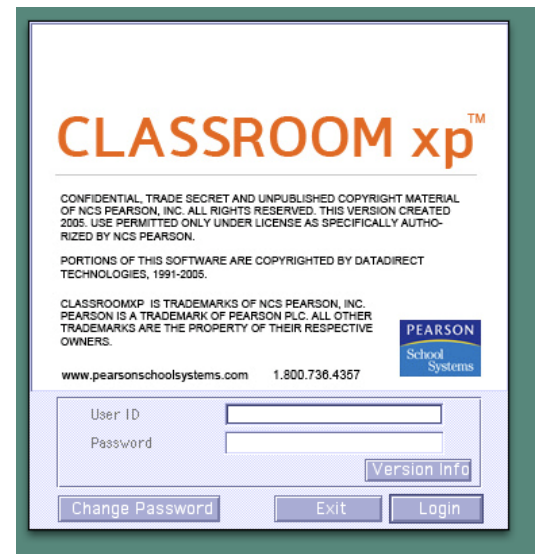 CLASSROOM xp™
CONFIDENTIAL, TRADE SECRET AND UNPUBLISHED COPYRIGHT MATERIAL
OF NCS PEARSON, INC. ALL RIGHTS RESERVED. THIS VERSION CREATED
2005. USE PERMITTED ONLY UNDER LICENSE AS SPECIFICALLY AUTHO-
RIZED BY NCS PEARSON.
PORTIONS OF THIS SOFTWARE ARE COPYRIGHTED BY DATADIRECT
TECHNOLOGIES, 1991-2005.
CLASSROOMXP IS TRADEMARKS OF NCS PEARSON, INC.
PEARSON IS A TRADEMARK OF PEARSON PLC. ALL OTHER
TRADEMARKS ARE THE PROPERTY OF THEIR RESPECTIVE
OWNERS.
PEARSON
School
Systems
www.pearsonschoolsystems.com 1.800.736.4357
User ID
Password
Version Info
Change Password Exit Login